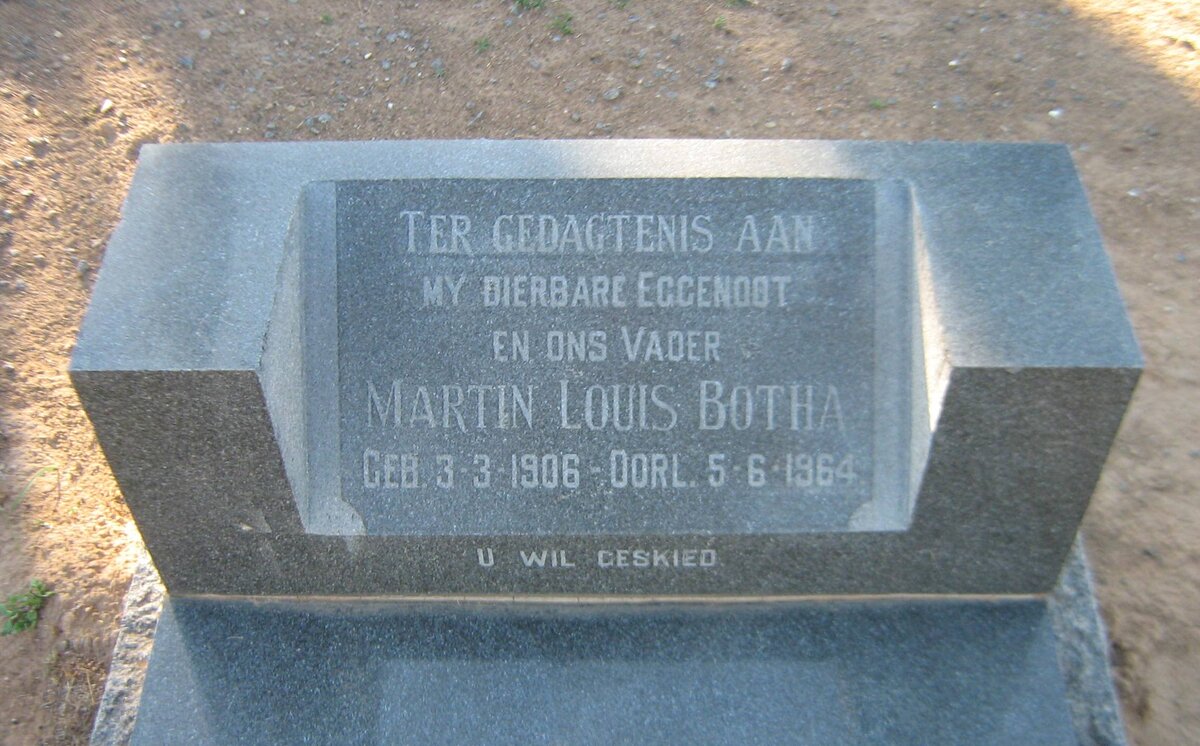 TER GEDAGTENIS AAN
MY DIERBARE EGGENOOT
EN ONS VADER
MARTIN LOUIS BOTHA
GEB. 3-3-1906 - OORL. 5-6-1964
U WIL GESKIED